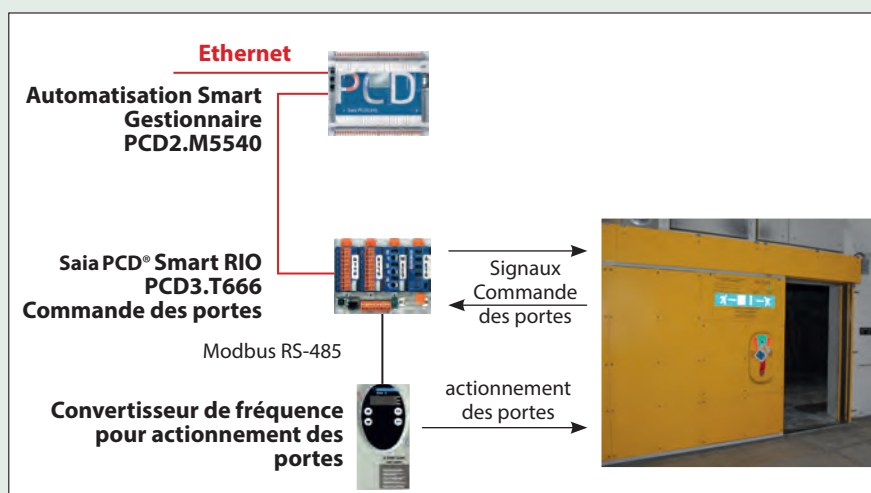 Ethernet
Automatisation Smart
Gestionnaire
PCD2.M5540
PCD
Saia PCD® Smart RIO
PCD3.T666
Commande des portes
Signaux
Commande
des portes
Modbus RS-485
Convertisseur de fréquence
pour actionnement des
portes
actionnement
des portes